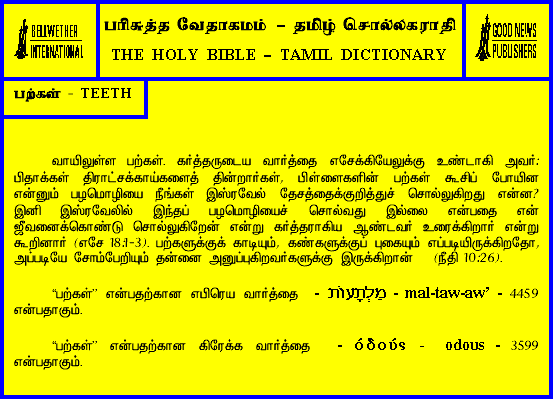 BELLWETHER
INTERNATIONAL
பரிசுத்த வேதாகமம் – தமிழ் சொல்லகராதி
THE HOLY BIBLE – TAMIL DICTIONARY
GOOD NEWS
PUBLISHERS
பற்கள் - TEETH
வாயிலுள்ள பற்கள். கர்த்தருடைய வார்த்தை எசேக்கியேலுக்கு உண்டாகி அவர்:
பிதாக்கள் திராட்சக்காய்களைத் தின்றார்கள், பிள்ளைகளின் பற்கள் கூசிப் போயின
என்னும் பழமொழியை நீங்கள் இஸ்ரவேல் தேசத்தைக்குறித்துச் சொல்லுகிறது என்ன?
இனி இஸ்ரவேலில் இந்தப் பழமொழியைச் சொல்வது இல்லை என்பதை என்
ஜீவனைக்கொண்டு சொல்லுகிறேன் என்று கர்த்தராகிய ஆண்டவர் உரைக்கிறார் என்று
கூறினார் (எசே 18:1-3). பற்களுக்குக் காடியும், கண்களுக்குப் புகையும் எப்படியிருக்கிறதோ,
அப்படியே சோம்பேறியும் தன்னை அனுப்புகிறவர்களுக்கு இருக்கிறான் (நீதி 10:26).
“பற்கள்” என்பதற்கான எபிரெய வார்த்தை - מַלְתָּעוֹת - mal-taw-aw’ - 4459
என்பதாகும்.
“பற்கள்” என்பதற்கான கிரேக்க வார்த்தை - όδούς - odous - 3599
என்பதாகும்.